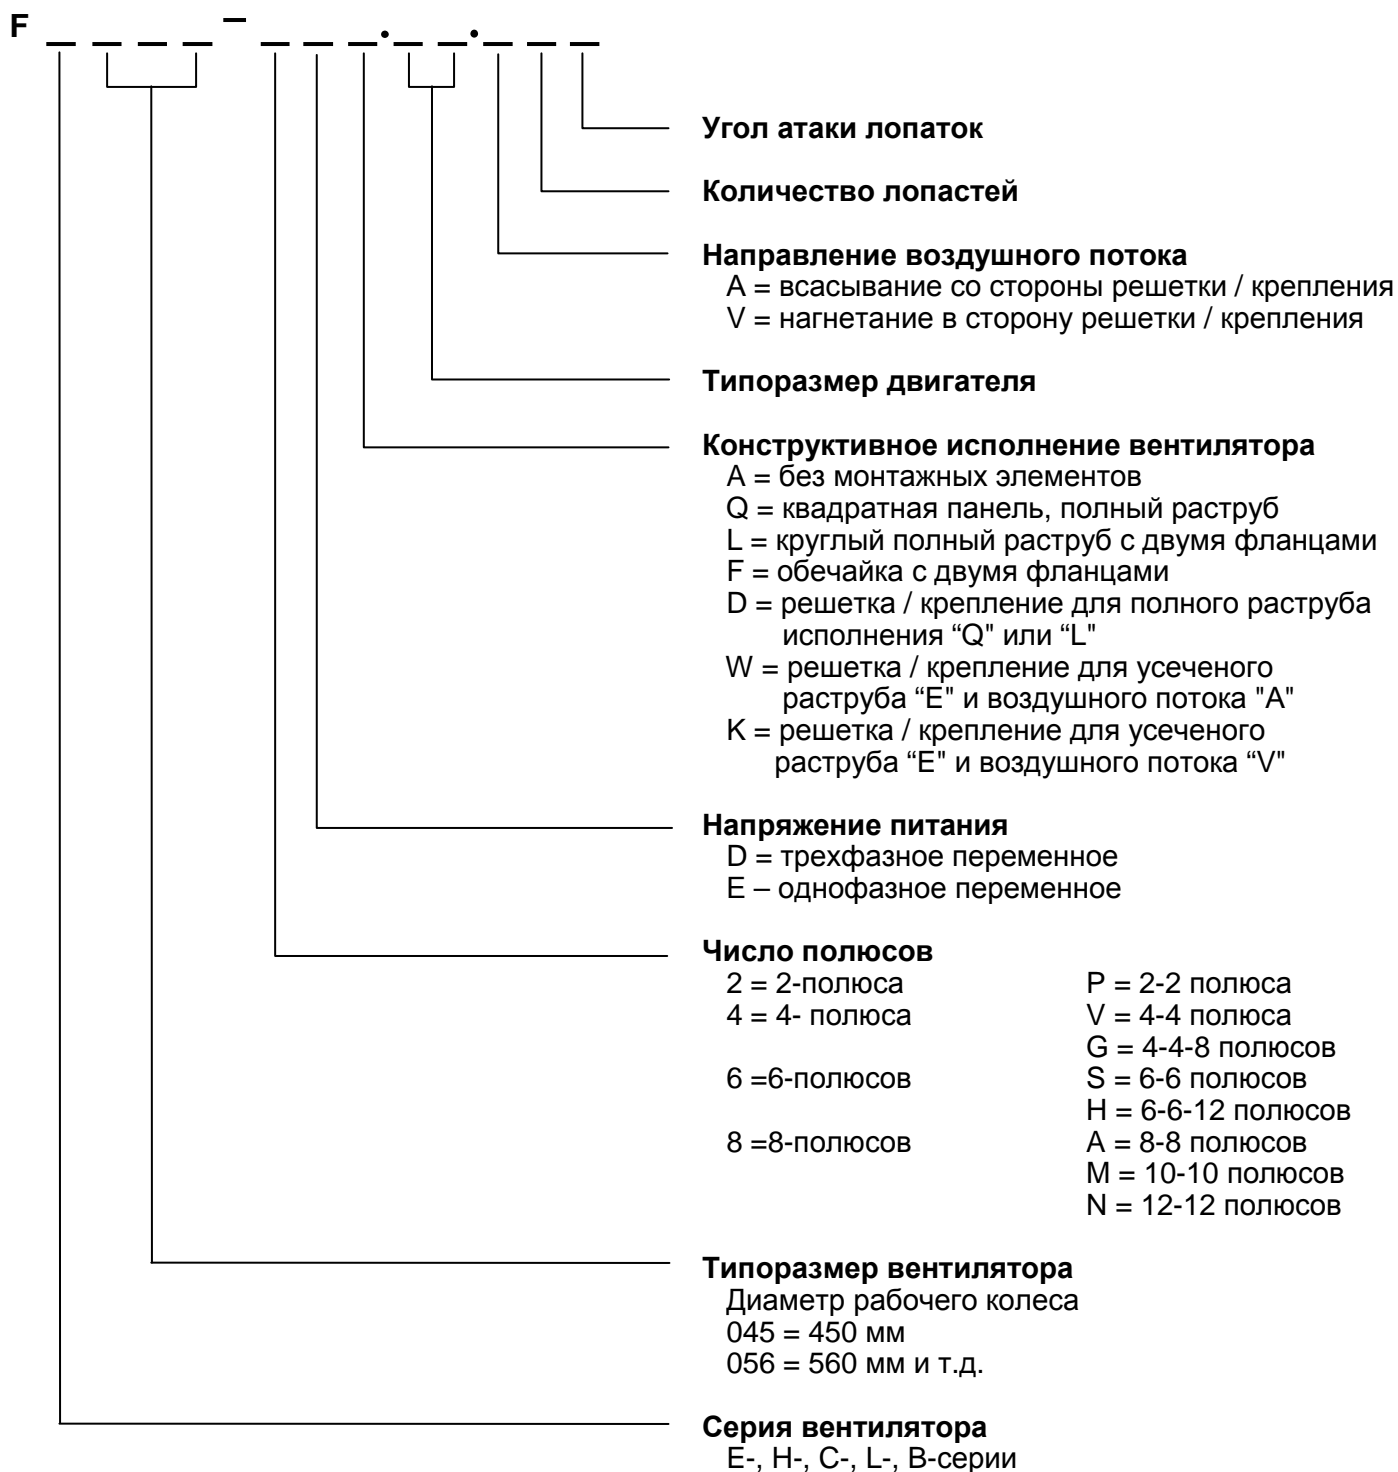 F _ _ _ _ – _ _ _ . _ _ . _ _ _
Угол атаки лопаток
Количество лопастей
Направление воздушного потока
A = всасывание со стороны решетки / крепления
V = нагнетание в сторону решетки / крепления
Типоразмер двигателя
Конструктивное исполнение вентилятора
A = без монтажных элементов
Q = квадратная панель, полный раструб
L = круглый полный раструб с двумя фланцами
F = обечайка с двумя фланцами
D = решетка / крепление для полного раструба
исполнения “Q" или “L"
W = решетка / крепление для усеченого
раструба “E" и воздушного потока "A"
K = решетка / крепление для усеченого
раструба “E" и воздушного потока “V"
Напряжение питания
D = трехфазное переменное
E – однофазное переменное
Число полюсов
2 = 2-полюса P = 2-2 полюса
4 = 4- полюса V = 4-4 полюса
G = 4-4-8 полюсов
6 =6-полюсов S = 6-6 полюсов
H = 6-6-12 полюсов
8 =8-полюсов A = 8-8 полюсов
M = 10-10 полюсов
N = 12-12 полюсов
Типоразмер вентилятора
Диаметр рабочего колеса
045 = 450 мм
056 = 560 мм и т.д.
Серия вентилятора
E-, H-, C-, L-, B-серии